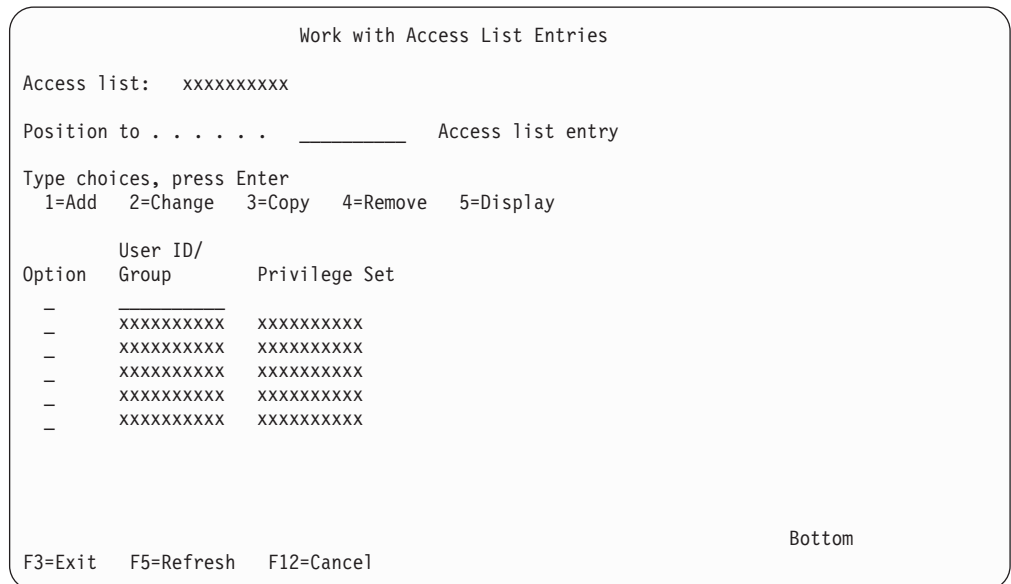 Work with Access List Entries
Access list: xxxxxxxxxx
Position to . . . . . . __________ Access list entry
Type choices, press Enter
1=Add 2=Change 3=Copy 4=Remove 5=Display
User ID/
Option Group Privilege Set
_ __________
_ xxxxxxxxxx xxxxxxxxxx
_ xxxxxxxxxx xxxxxxxxxx
_ xxxxxxxxxx xxxxxxxxxx
_ xxxxxxxxxx xxxxxxxxxx
_ xxxxxxxxxx xxxxxxxxxx
Bottom
F3=Exit F5=Refresh F12=Cancel